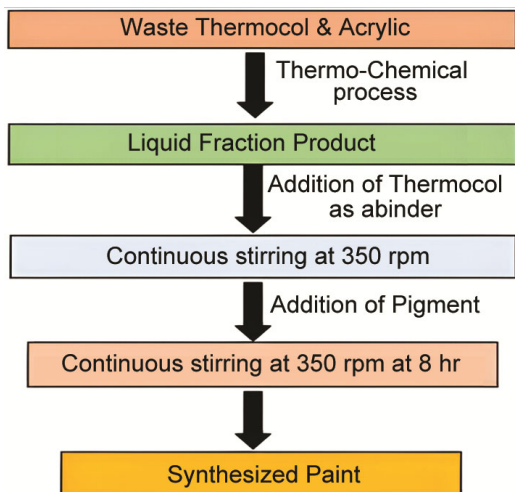 Waste Thermocol & Acrylic
Thermo-Chemical
process
Liquid Fraction Product
Addition of Thermocol
as abinder
Continuous stirring at 350 rpm
Addition of Pigment
Continuous stirring at 350 rpm at 8 hr
Synthesized Paint